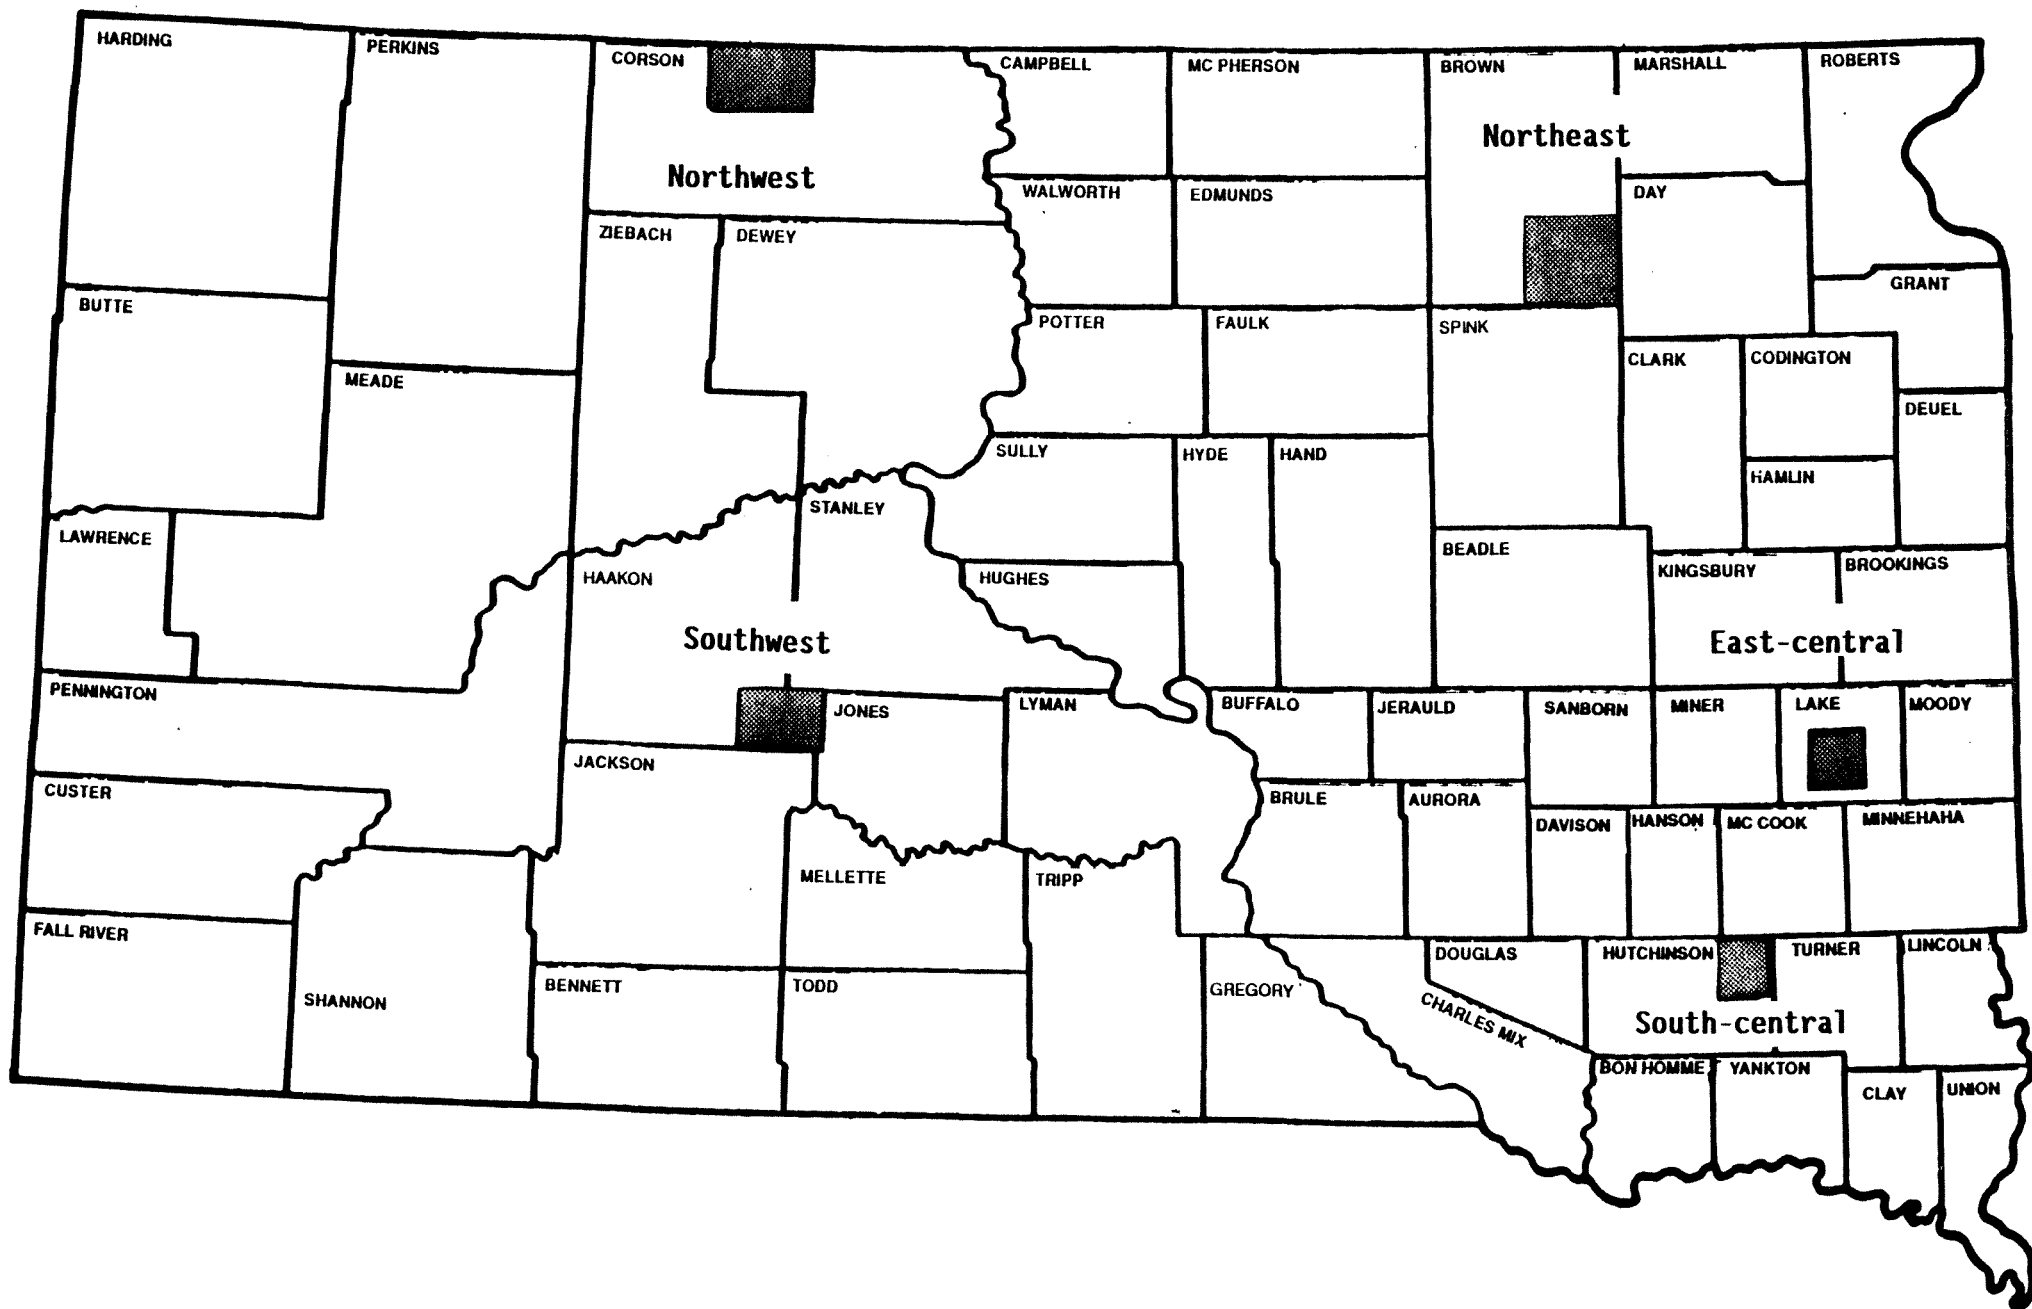 HARDING
PERKINS
CORSON
CAMPBELL
MC PHERSON
BROWN
MARSHALL
ROBERTS
Northeast
Northwest
WALWORTH
EDMUNDS
DAY
ZIEBACH
DEWEY
GRANT
BUTTE
POTTER
FAULK
SPINK
CLARK
CODINGTON
MEADE
DEUEL
SULLY
HYDE
HAND
HAMLIN
STANLEY
LAWRENCE
BEADLE
KINGSBURY
BROOKINGS
HAAKON
HUGHES
Southwest
East-central
PENNINGTON
JONES
LYMAN
BUFFALO
JERAULD
SANBORN
MINER
LAKE
MOODY
JACKSON
CUSTER
BRULE
AURORA
DAVISON
HANSON
MC COOK
MINNEHAHA
MELLETTE
TRIPP
FALL RIVER
DOUGLAS
HUTCHINSON
TURNER
LINCOLN
SHANNON
BENNETT
TODD
GREGORY
CHARLES MIX
South-central
BON HOMME
YANKTON
CLAY
UNION